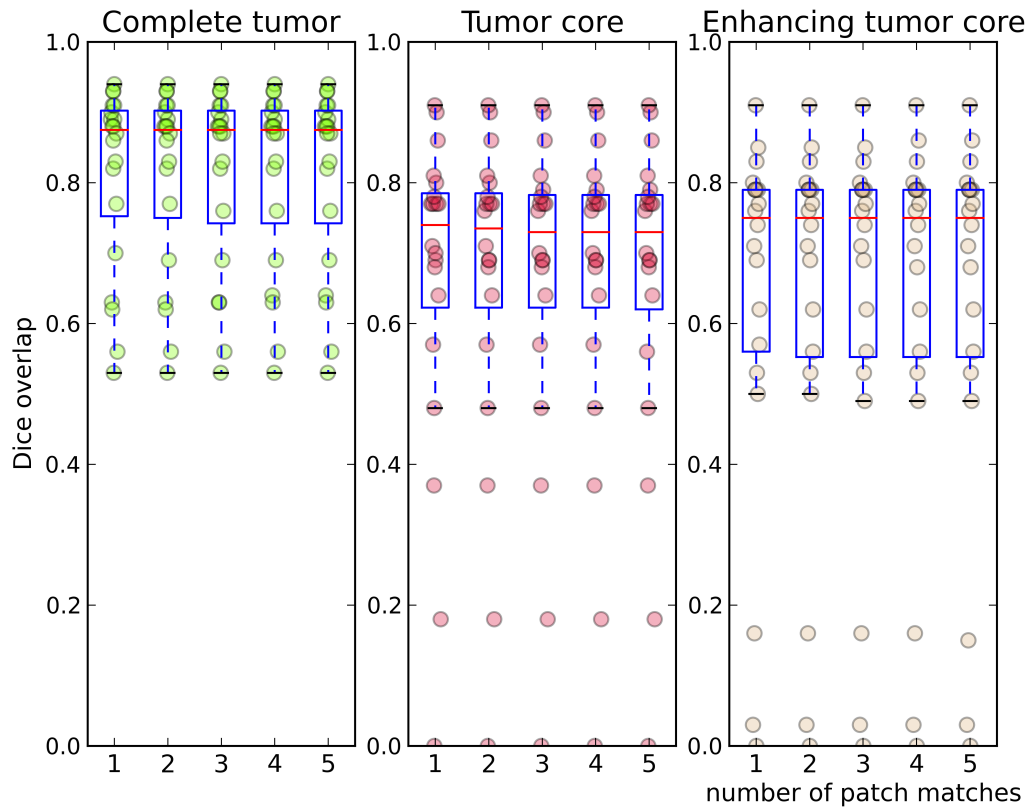 Complete tumor
Tumor core
Enhancing tumor core
Dice overlap
1.0
0.8
0.6
0.4
0.2
0.0
1 2 3 4 5
1.0
0.8
0.6
0.4
0.2
0.0
1 2 3 4 5
1.0
0.8
0.6
0.4
0.2
0.0
1 2 3 4 5
number of patch matches